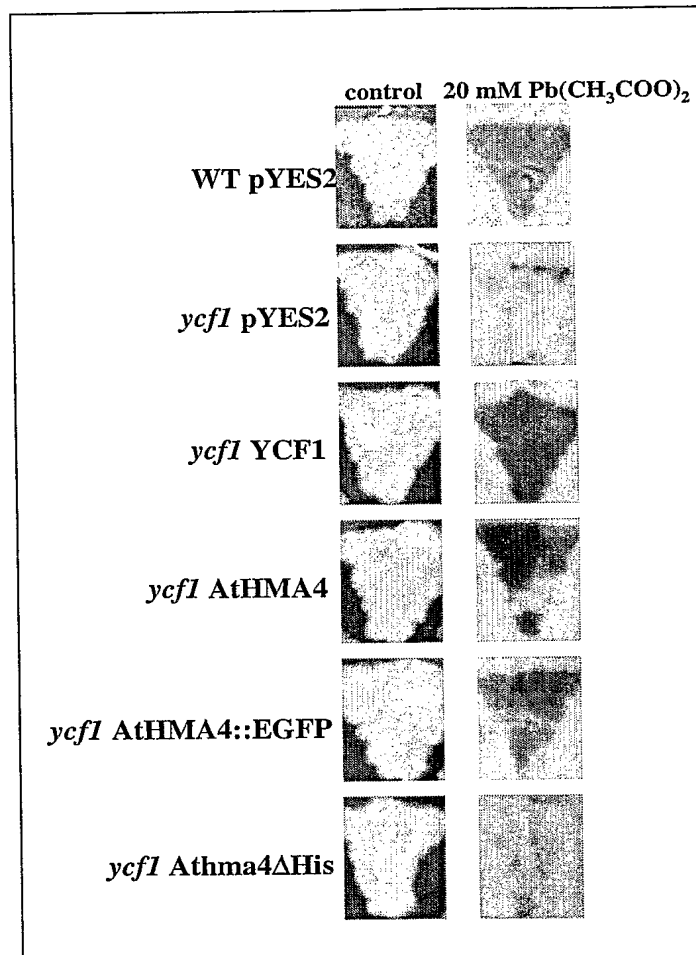 control 20 mM Pb(CH₃COO)₂
WT pYES2
ycf1 pYES2
ycf1 YCF1
ycf1 AtHMA4
ycf1 AtHMA4::EGFP
ycf1 Athma4ΔHis